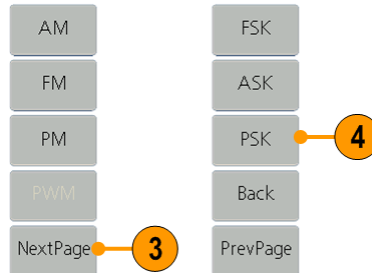 AM
FM
PM
PWM
NextPage
3
FSK
ASK
PSK
4
Back
PrevPage